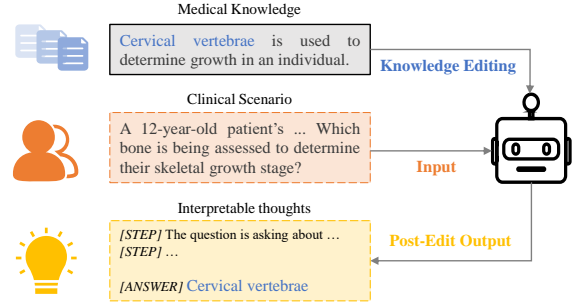 Medical Knowledge
Cervical vertebrae is used to
determine growth in an individual.
Knowledge Editing
Clinical Scenario
A 12-year-old patient's ... Which
bone is being assessed to determine
their skeletal growth stage?
Input
Interpretable thoughts
[STEP] The question is asking about …
[STEP] …
[ANSWER] Cervical vertebrae
Post-Edit Output